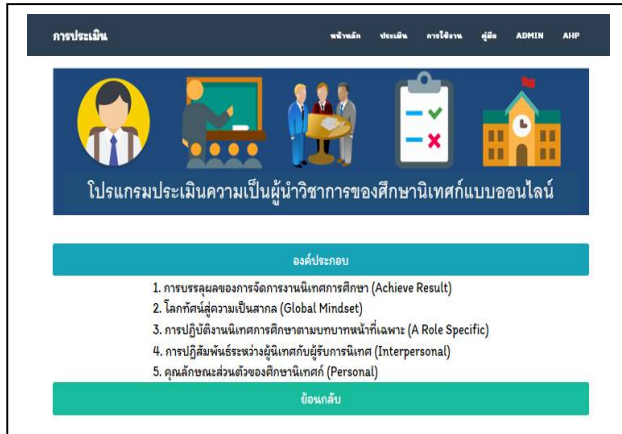 การประเมิน
หน้าหลัก ประเมิน การใช้งาน คู่มือ ADMIN AHP
โปรแกรมประเมินความเป็นผู้นำวิชาการของศึกษานิเทศก์แบบออนไลน์
องค์ประกอบ
1. การบรรลุผลของการจัดการงานนิเทศการศึกษา (Achieve Result)
2. โลกทัศน์สู่ความเป็นสากล (Global Mindset)
3. การปฏิบัติงานนิเทศการศึกษาตามบทบาทหน้าที่เฉพาะ (A Role Specific)
4. การปฏิสัมพันธ์ระหว่างผู้นิเทศกับผู้รับการนิเทศ (Interpersonal)
5. คุณลักษณะส่วนตัวของศึกษานิเทศก์ (Personal)
ย้อนกลับ